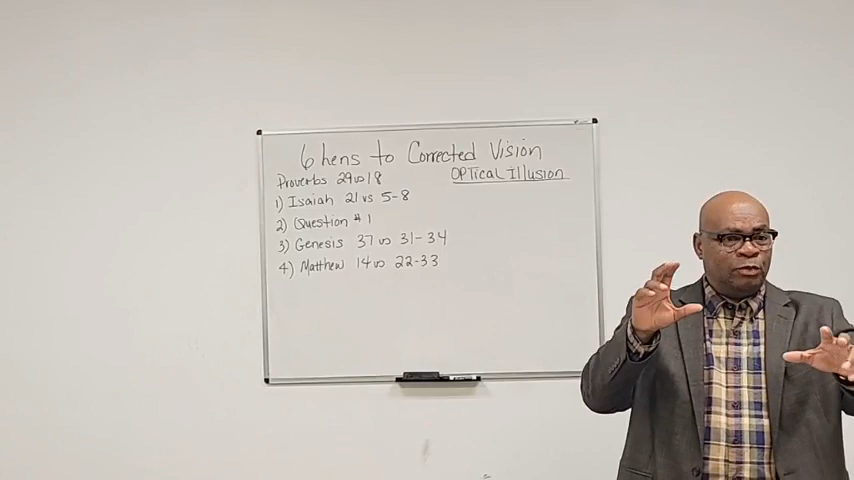 6 Lens to Corrected Vision
Proverbs 29 vs 18
OPTical Illusion
1) Isaiah 21 vs 5-8
2) Question # 1
3) Genesis 37 vs 31-34
4) Matthew 14 vs 22-33